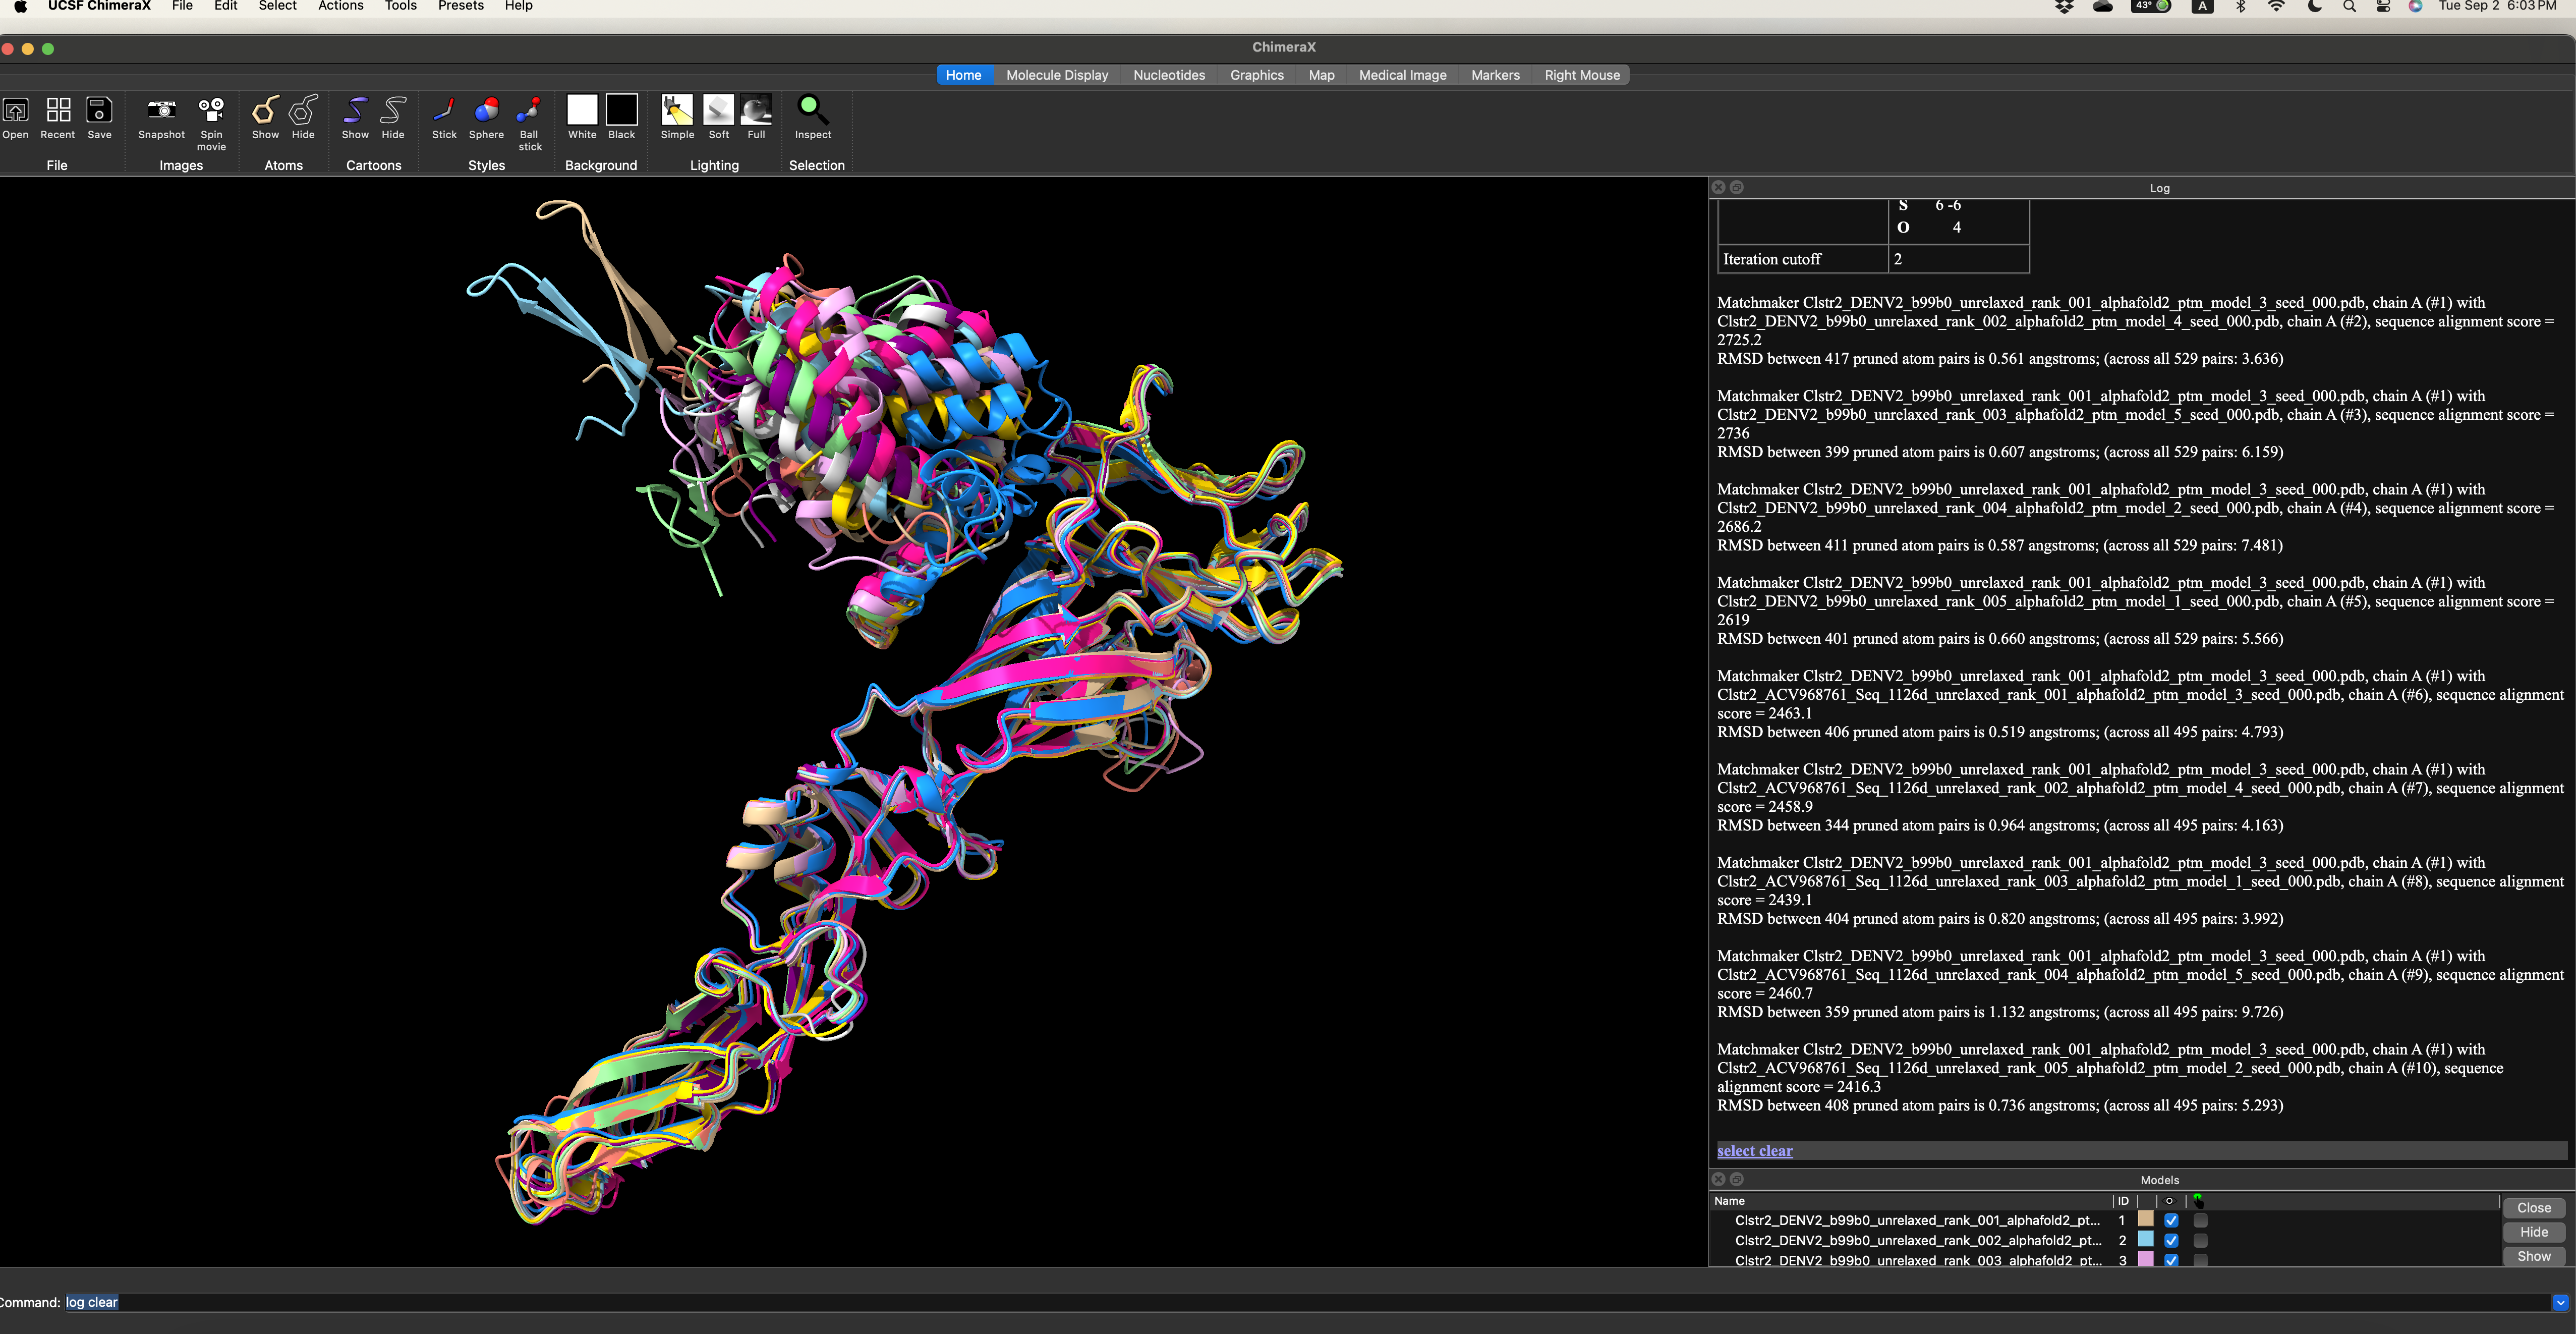 UCSF ChimeraX File Edit Select Actions Tools Presets Help
43° A Tue Sep 2 6:03 PM
ChimeraX
Home Molecule Display Nucleotides Graphics Map Medical Image Markers Right Mouse
Open Recent Save Snapshot Spin movie Show Hide Show Hide Stick Sphere Ball stick White Black Simple Soft Full Inspect
File Images Atoms Cartoons Styles Background Lighting Selection
Log
S 6 -6
O 4
Iteration cutoff 2
Matchmaker Clstr2_DENV2_b99b0_unrelaxed_rank_001_alphafold2_ptm_model_3_seed_000.pdb, chain A (#1) with
Clstr2_DENV2_b99b0_unrelaxed_rank_002_alphafold2_ptm_model_4_seed_000.pdb, chain A (#2), sequence alignment score =
2725.2
RMSD between 417 pruned atom pairs is 0.561 angstroms; (across all 529 pairs: 3.636)
Matchmaker Clstr2_DENV2_b99b0_unrelaxed_rank_001_alphafold2_ptm_model_3_seed_000.pdb, chain A (#1) with
Clstr2_DENV2_b99b0_unrelaxed_rank_003_alphafold2_ptm_model_5_seed_000.pdb, chain A (#3), sequence alignment score =
2736
RMSD between 399 pruned atom pairs is 0.607 angstroms; (across all 529 pairs: 6.159)
Matchmaker Clstr2_DENV2_b99b0_unrelaxed_rank_001_alphafold2_ptm_model_3_seed_000.pdb, chain A (#1) with
Clstr2_DENV2_b99b0_unrelaxed_rank_004_alphafold2_ptm_model_2_seed_000.pdb, chain A (#4), sequence alignment score =
2686.2
RMSD between 411 pruned atom pairs is 0.587 angstroms; (across all 529 pairs: 7.481)
Matchmaker Clstr2_DENV2_b99b0_unrelaxed_rank_001_alphafold2_ptm_model_3_seed_000.pdb, chain A (#1) with
Clstr2_DENV2_b99b0_unrelaxed_rank_005_alphafold2_ptm_model_1_seed_000.pdb, chain A (#5), sequence alignment score =
2619
RMSD between 401 pruned atom pairs is 0.660 angstroms; (across all 529 pairs: 5.566)
Matchmaker Clstr2_DENV2_b99b0_unrelaxed_rank_001_alphafold2_ptm_model_3_seed_000.pdb, chain A (#1) with
Clstr2_ACV968761_Seq_1126d_unrelaxed_rank_001_alphafold2_ptm_model_3_seed_000.pdb, chain A (#6), sequence alignment
score = 2463.1
RMSD between 406 pruned atom pairs is 0.519 angstroms; (across all 495 pairs: 4.793)
Matchmaker Clstr2_DENV2_b99b0_unrelaxed_rank_001_alphafold2_ptm_model_3_seed_000.pdb, chain A (#1) with
Clstr2_ACV968761_Seq_1126d_unrelaxed_rank_002_alphafold2_ptm_model_4_seed_000.pdb, chain A (#7), sequence alignment
score = 2458.9
RMSD between 344 pruned atom pairs is 0.964 angstroms; (across all 495 pairs: 4.163)
Matchmaker Clstr2_DENV2_b99b0_unrelaxed_rank_001_alphafold2_ptm_model_3_seed_000.pdb, chain A (#1) with
Clstr2_ACV968761_Seq_1126d_unrelaxed_rank_003_alphafold2_ptm_model_1_seed_000.pdb, chain A (#8), sequence alignment
score = 2439.1
RMSD between 404 pruned atom pairs is 0.820 angstroms; (across all 495 pairs: 3.992)
Matchmaker Clstr2_DENV2_b99b0_unrelaxed_rank_001_alphafold2_ptm_model_3_seed_000.pdb, chain A (#1) with
Clstr2_ACV968761_Seq_1126d_unrelaxed_rank_004_alphafold2_ptm_model_5_seed_000.pdb, chain A (#9), sequence alignment
score = 2460.7
RMSD between 359 pruned atom pairs is 1.132 angstroms; (across all 495 pairs: 9.726)
Matchmaker Clstr2_DENV2_b99b0_unrelaxed_rank_001_alphafold2_ptm_model_3_seed_000.pdb, chain A (#1) with
Clstr2_ACV968761_Seq_1126d_unrelaxed_rank_005_alphafold2_ptm_model_2_seed_000.pdb, chain A (#10), sequence
alignment score = 2416.3
RMSD between 408 pruned atom pairs is 0.736 angstroms; (across all 495 pairs: 5.293)
select clear
Models
Name ID
Clstr2_DENV2_b99b0_unrelaxed_rank_001_alphafold2_pt... 1
Clstr2_DENV2_b99b0_unrelaxed_rank_002_alphafold2_pt... 2
Clstr2_DENV2_b99b0_unrelaxed_rank_003_alphafold2_pt... 3
Close
Hide
Show
Command: log clear